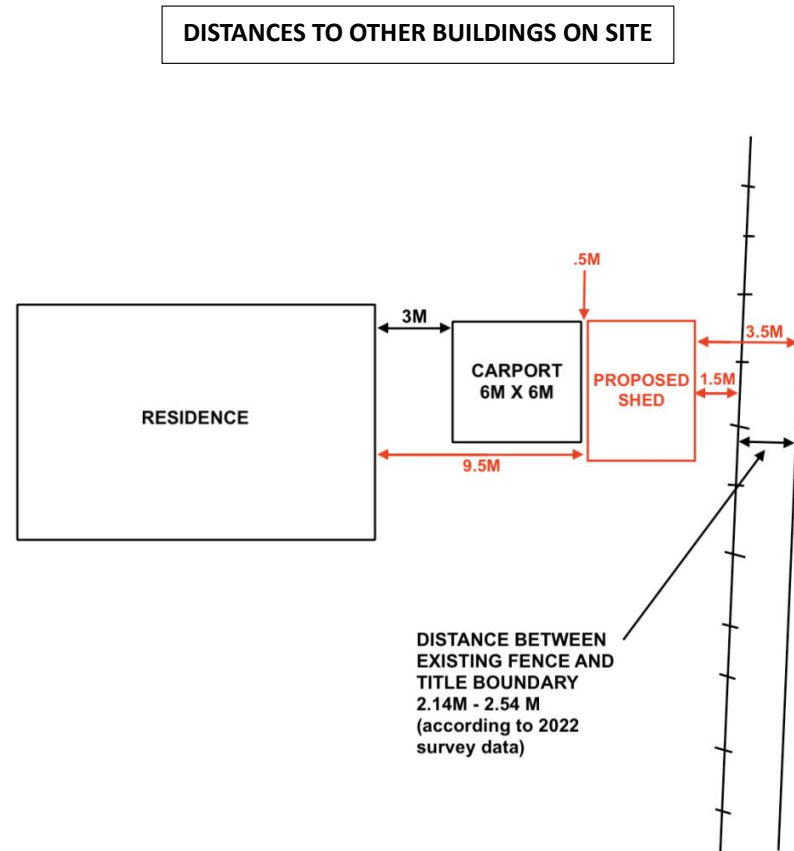 DISTANCES TO OTHER BUILDINGS ON SITE
.5M
3M
3.5M
CARPORT
6M X 6M
PROPOSED
SHED
1.5M
RESIDENCE
9.5M
DISTANCE BETWEEN
EXISTING FENCE AND
TITLE BOUNDARY
2.14M - 2.54 M
(according to 2022
survey data)